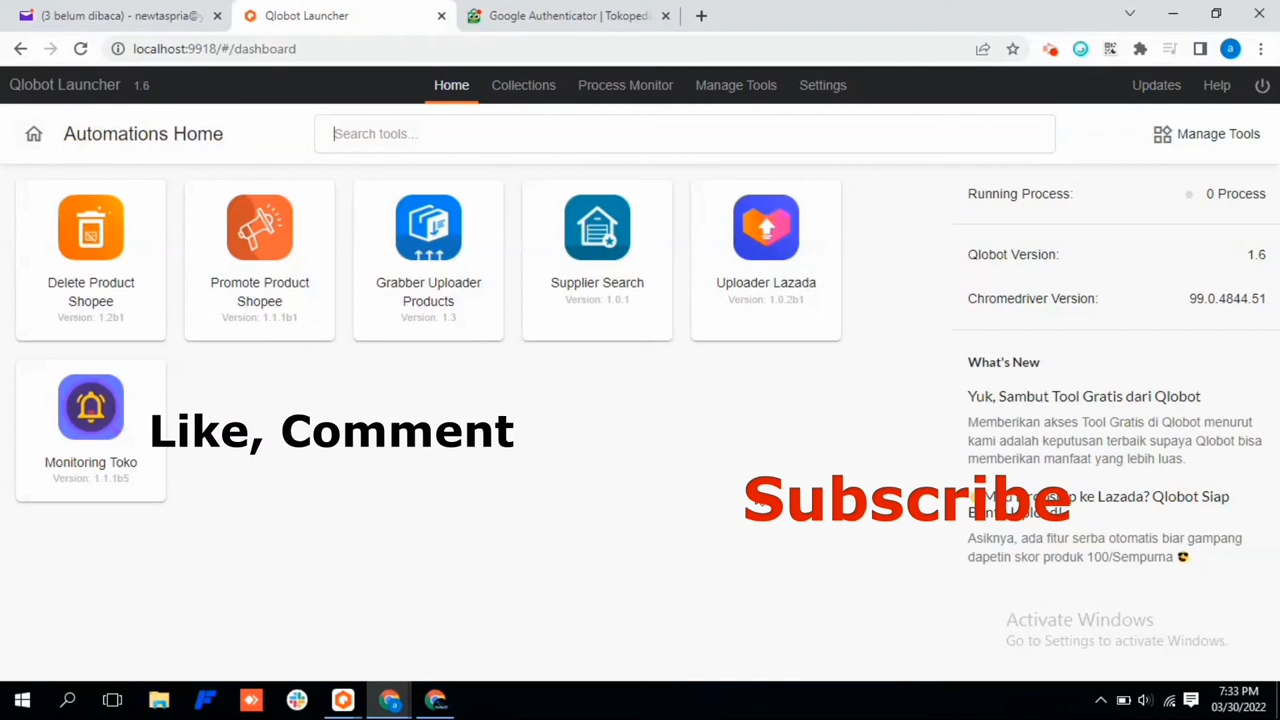 (3 belum dibaca) - newtaspria@y
Qlobot Launcher
Google Authenticator | Tokopedi
localhost:9918/#/dashboard
a
Qlobot Launcher 1.6
Home
Collections
Process Monitor
Manage Tools
Settings
Updates
Help
Automations Home
Search tools...
Manage Tools
Delete Product
Shopee
Version: 1.2b1
Promote Product
Shopee
Version: 1.1.1b1
Grabber Uploader
Products
Version: 1.3
Supplier Search
Version: 1.0.1
Uploader Lazada
Version: 1.0.2b1
Monitoring Toko
Version: 1.1.1b5
Running Process: 0 Process
Qlobot Version: 1.6
Chromedriver Version: 99.0.4844.51
What's New
Yuk, Sambut Tool Gratis dari Qlobot
Memberikan akses Tool Gratis di Qlobot menurut
kami adalah keputusan terbaik supaya Qlobot bisa
memberikan manfaat yang lebih luas.
ke Lazada? Qlobot Siap
Asiknya, ada fitur serba otomatis biar gampang
dapetin skor produk 100/Sempurna 😎
Like, Comment
Subscribe
Activate Windows
Go to Settings to activate Windows.
7:33 PM
03/30/2022